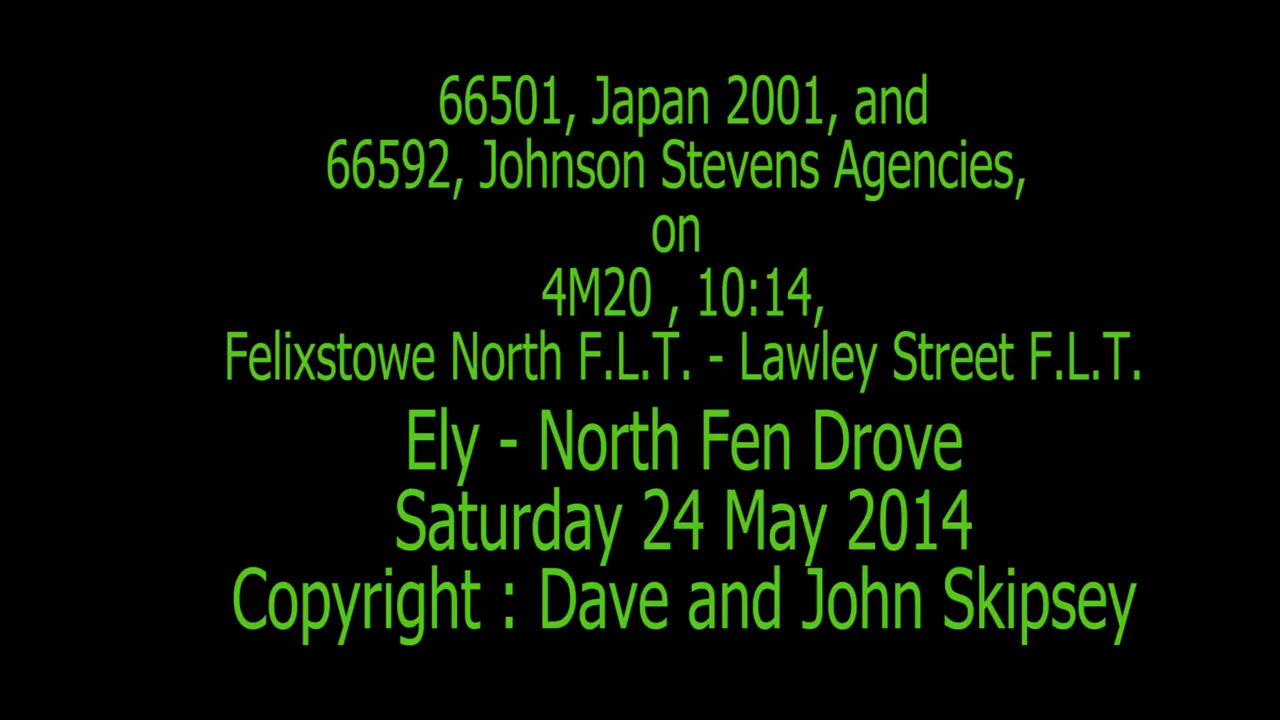 66501, Japan 2001, and
66592, Johnson Stevens Agencies,
on
4M20 , 10:14,
Felixstowe North F.L.T. - Lawley Street F.L.T.
Ely - North Fen Drove
Saturday 24 May 2014
Copyright : Dave and John Skipsey